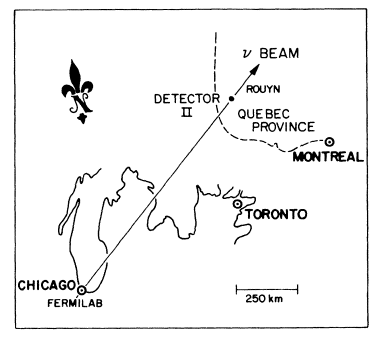 ν BEAM
ROUYN
DETECTOR
II
QUEBEC
PROVINCE
MONTREAL
N
TORONTO
CHICAGO
FERMILAB
250 km